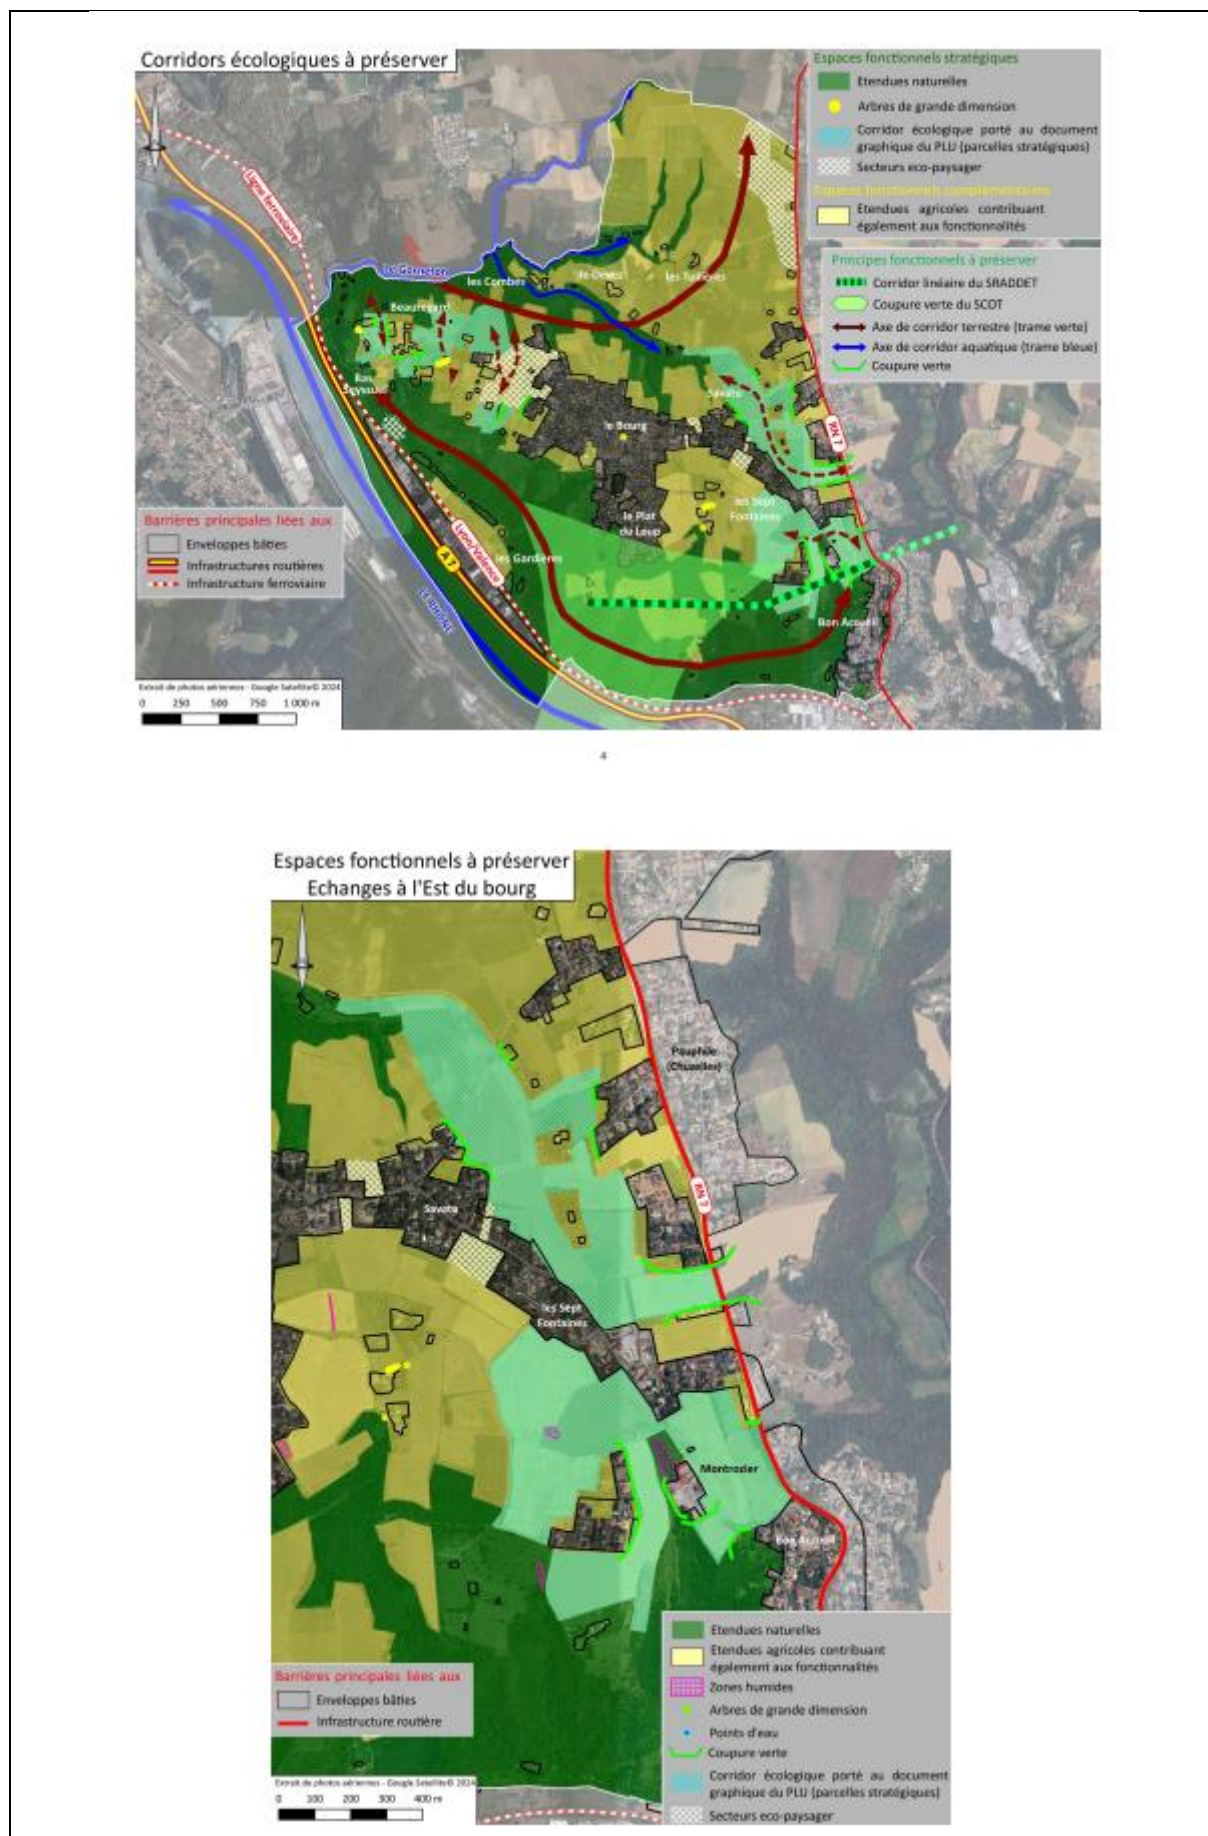 Corridors écologiques à préserver
Espaces fonctionnels stratégiques
Etendues naturelles
Arbres de grande dimension
Corridor écologique porté au document
graphique du PLU (parcelles stratégiques)
Secteurs eco-paysager
Espaces fonctionnels complémentaires
Etendues agricoles contribuant
également aux fonctionnalités
Principes fonctionnels à préserver
Corridor linéaire du SRADDET
Coupure verte du SCOT
Axe de corridor terrestre (trame verte)
Axe de corridor aquatique (trame bleue)
Coupure verte
Ligne ferroviaire
les Combes
les Tuilières
Beauregard
Bas
Savatu
le Bourg
RN 7
les Sept
Fontaines
le Plat
du Loup
Lyon/Valence
les Gardières
A 7
Le Rhône
Bon Accueil
Barrières principales liées aux
Enveloppes bâties
Infrastructures routières
Infrastructure ferroviaire
Extrait de photos aériennes - Google Satellite© 2024
0 250 500 750 1 000 m
4
Espaces fonctionnels à préserver
Echanges à l'Est du bourg
(Chuzelles)
RN 7
Savatu
les Sept
Fontaines
Montrozier
Bon Accueil
Barrières principales liées aux
Enveloppes bâties
Infrastructure routière
Etendues naturelles
Etendues agricoles contribuant
également aux fonctionnalités
Zones humides
Arbres de grande dimension
Points d'eau
Coupure verte
Corridor écologique porté au document
graphique du PLU (parcelles stratégiques)
Secteurs eco-paysager
Extrait de photos aériennes - Google Satellite© 2024
0 100 200 300 400 m